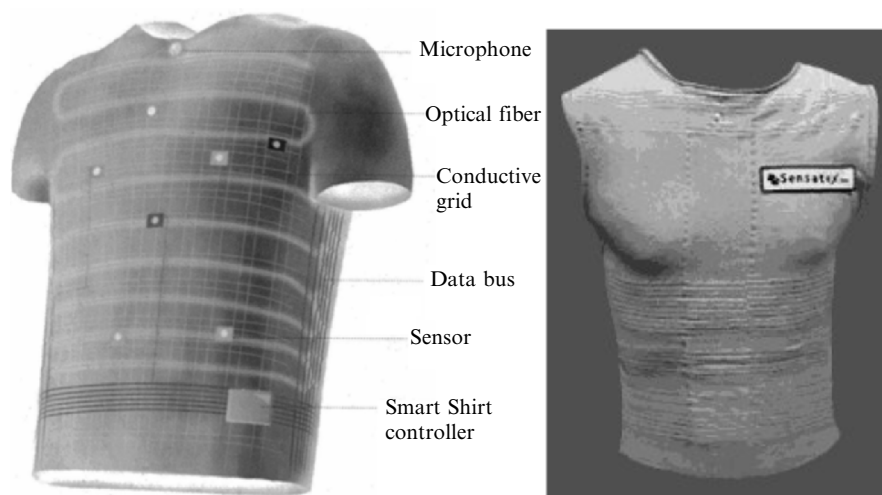 Microphone
Optical fiber
Conductive
grid
Data bus
Sensor
Smart Shirt
controller
Sensatex